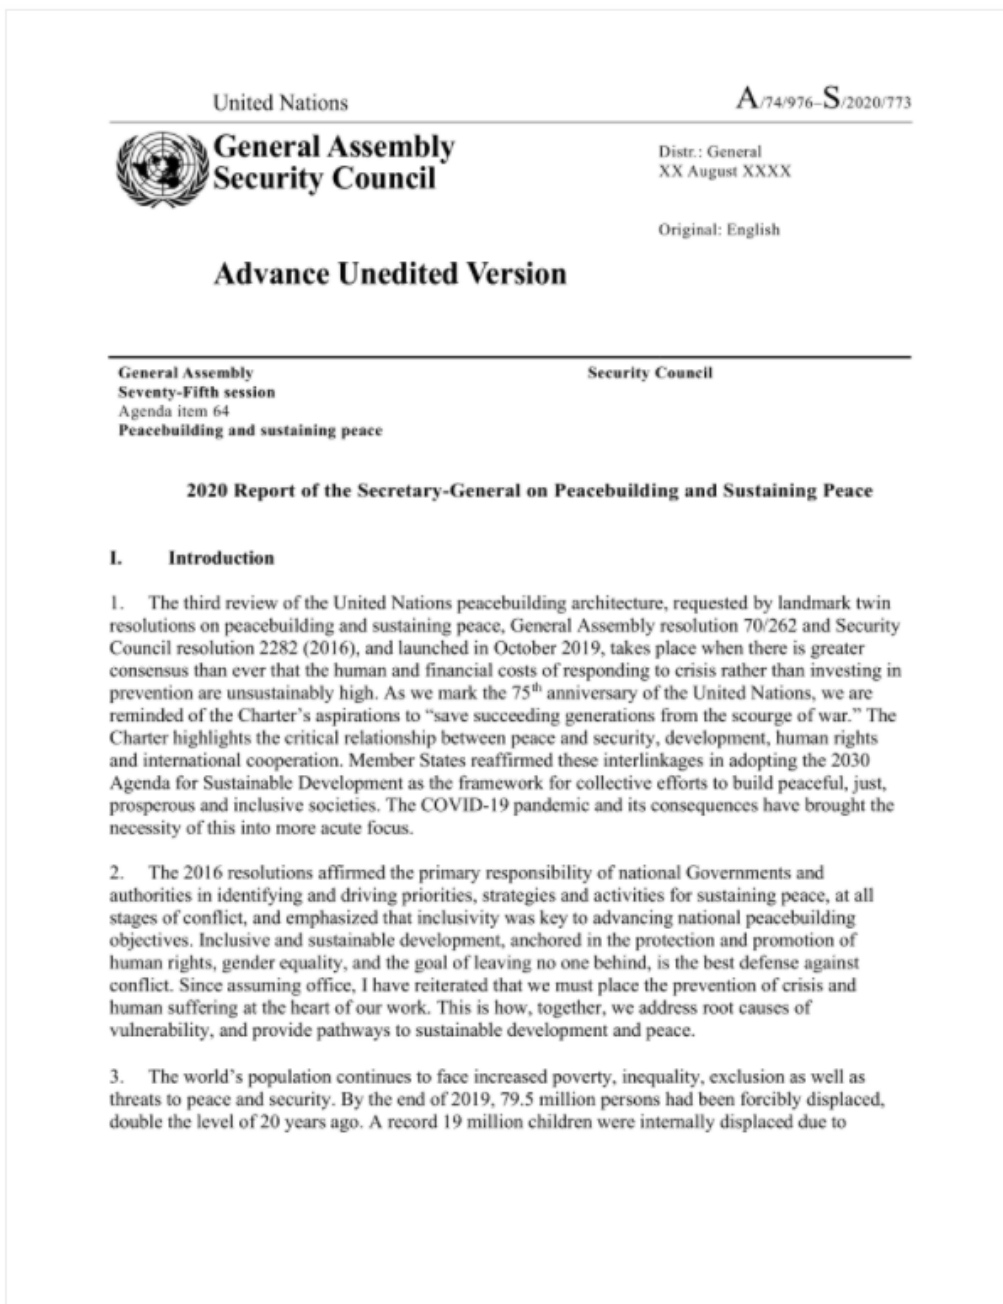 United Nations
A/74/976–S/2020/773
General Assembly
Security Council
Distr.: General
XX August XXXX
Original: English
Advance Unedited Version
General Assembly
Seventy-Fifth session
Agenda item 64
Peacebuilding and sustaining peace
Security Council
2020 Report of the Secretary-General on Peacebuilding and Sustaining Peace
I. Introduction
1. The third review of the United Nations peacebuilding architecture, requested by landmark twin
resolutions on peacebuilding and sustaining peace, General Assembly resolution 70/262 and Security
Council resolution 2282 (2016), and launched in October 2019, takes place when there is greater
consensus than ever that the human and financial costs of responding to crisis rather than investing in
prevention are unsustainably high. As we mark the 75th anniversary of the United Nations, we are
reminded of the Charter's aspirations to “save succeeding generations from the scourge of war.” The
Charter highlights the critical relationship between peace and security, development, human rights
and international cooperation. Member States reaffirmed these interlinkages in adopting the 2030
Agenda for Sustainable Development as the framework for collective efforts to build peaceful, just,
prosperous and inclusive societies. The COVID-19 pandemic and its consequences have brought the
necessity of this into more acute focus.
2. The 2016 resolutions affirmed the primary responsibility of national Governments and
authorities in identifying and driving priorities, strategies and activities for sustaining peace, at all
stages of conflict, and emphasized that inclusivity was key to advancing national peacebuilding
objectives. Inclusive and sustainable development, anchored in the protection and promotion of
human rights, gender equality, and the goal of leaving no one behind, is the best defense against
conflict. Since assuming office, I have reiterated that we must place the prevention of crisis and
human suffering at the heart of our work. This is how, together, we address root causes of
vulnerability, and provide pathways to sustainable development and peace.
3. The world's population continues to face increased poverty, inequality, exclusion as well as
threats to peace and security. By the end of 2019, 79.5 million persons had been forcibly displaced,
double the level of 20 years ago. A record 19 million children were internally displaced due to